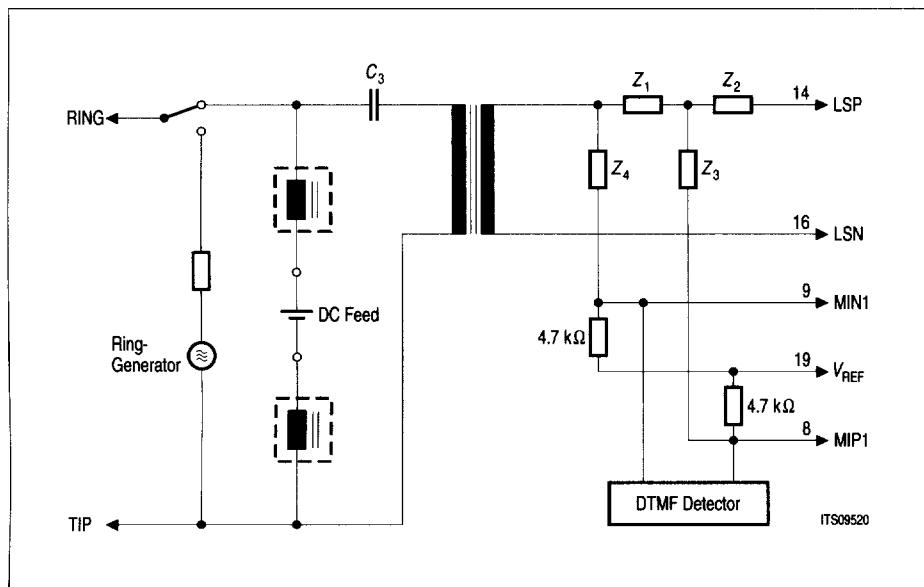 C3
Z1
Z2
14
LSP
RING
Z4
Z3
16
LSN
9
MIN1
DC Feed
4.7 kΩ
Ring-
Generator
19
VREF
4.7 kΩ
8
MIP1
DTMF Detector
TIP
ITS09520